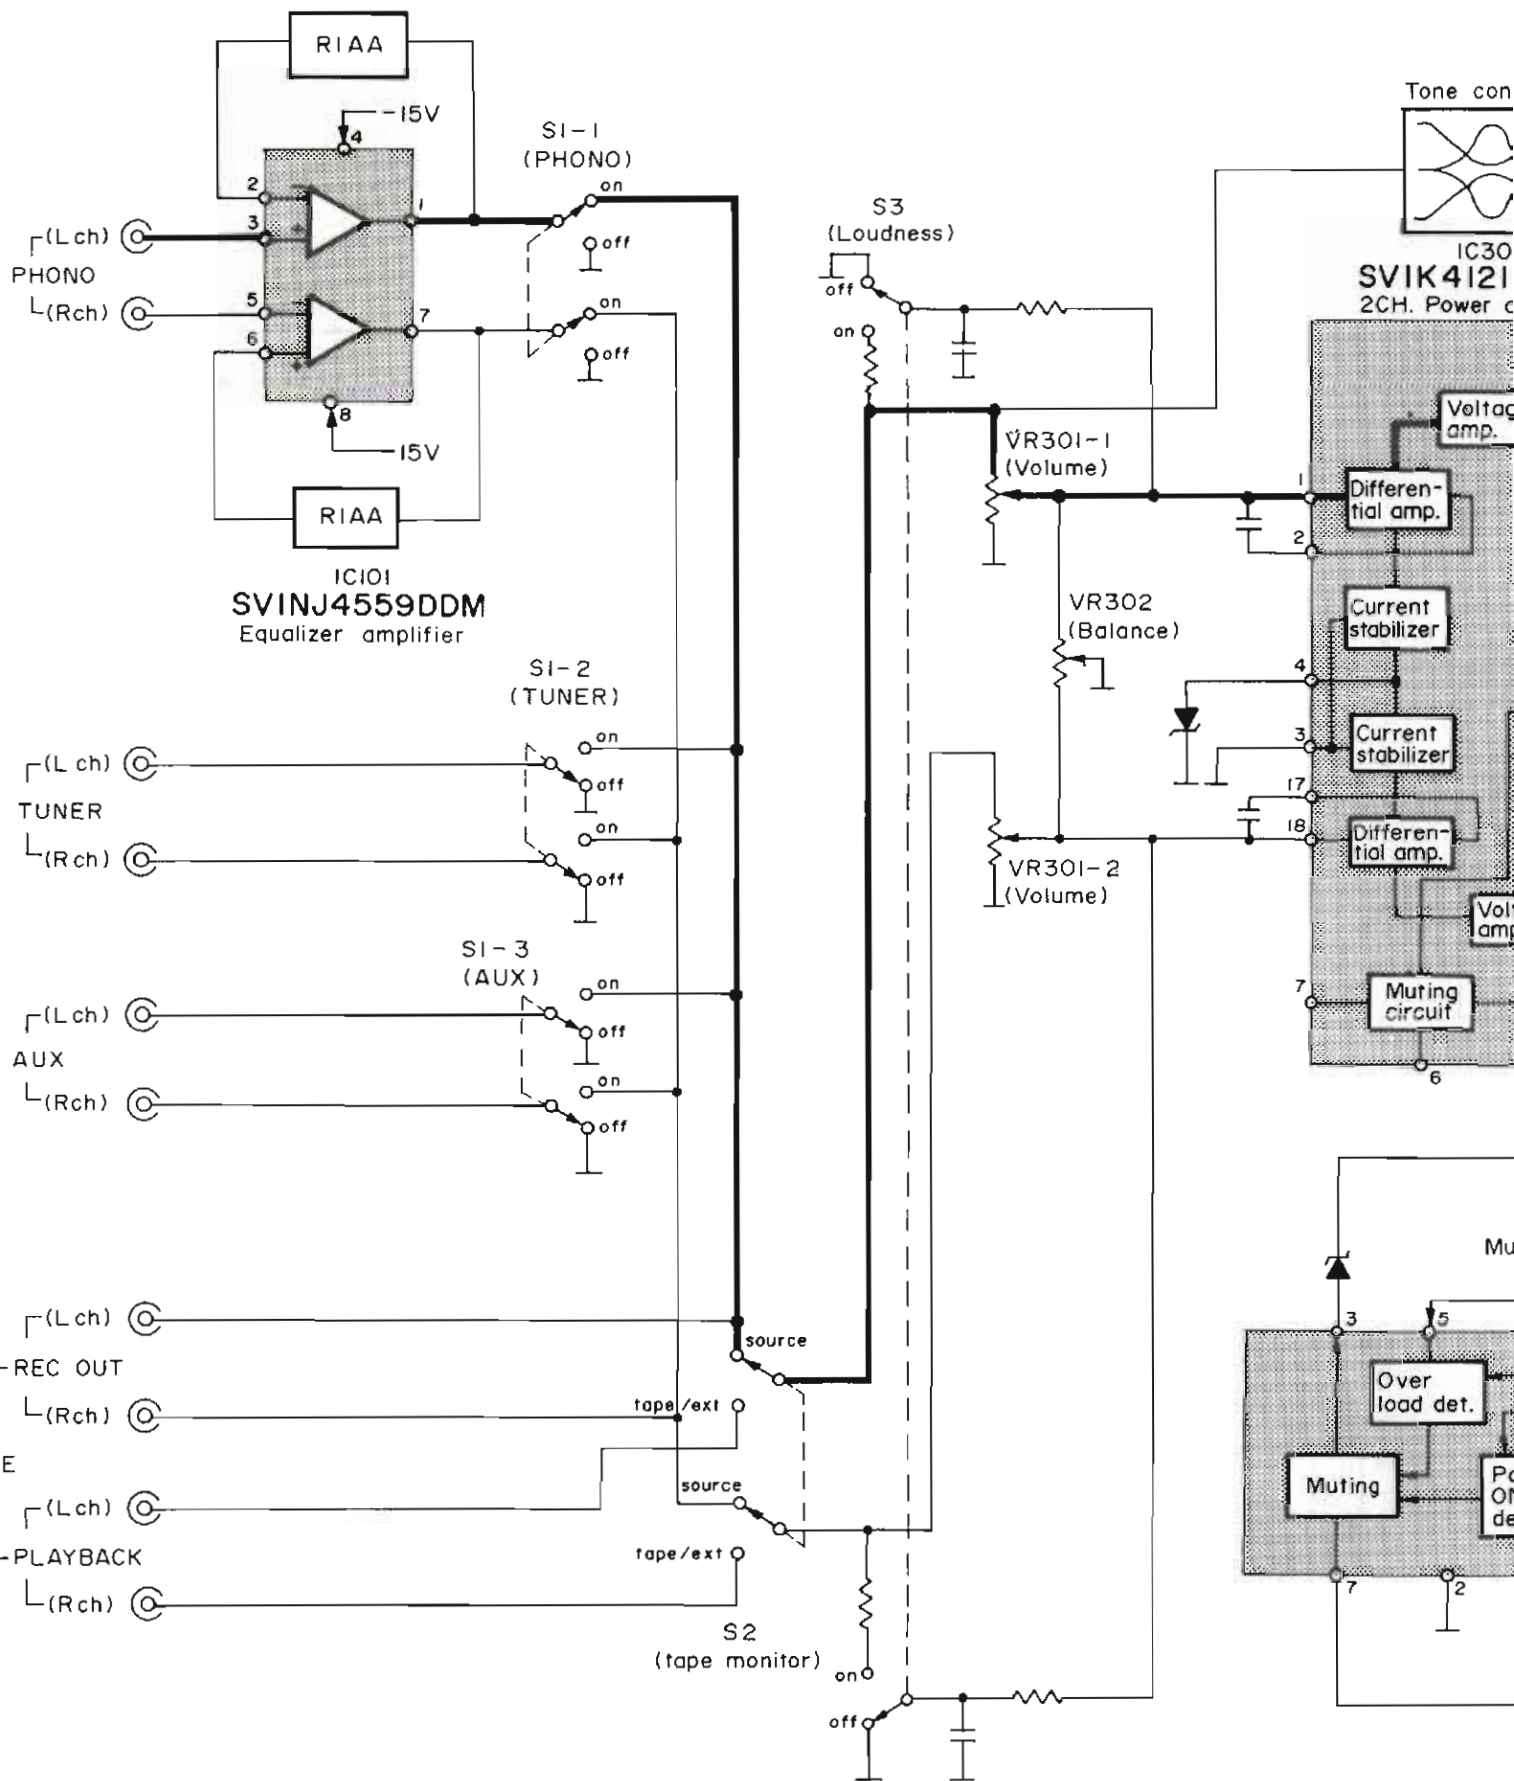 RIAA
-15V
4
2
3
1
5
6
7
8
15V
RIAA
IC101
SVINJ4559DDM
Equalizer amplifier
(Lch)
PHONO
(Rch)
S1-1
(PHONO)
on
off
on
off
S1-2
(TUNER)
on
off
on
off
(Lch)
TUNER
(Rch)
S1-3
(AUX)
on
off
on
off
(Lch)
AUX
(Rch)
(Lch)
REC OUT
(Rch)
E
(Lch)
PLAYBACK
(Rch)
source
tape/ext
source
tape/ext
S2
(tape monitor)
S3
(Loudness)
off
on
on
off
VR301-1
(Volume)
VR302
(Balance)
VR301-2
(Volume)
Tone con
IC30
SVIK4121
2CH. Power
Voltag
amp.
1
Differen-
tial amp.
2
Current
stabilizer
4
3
Current
stabilizer
17
18
Differen-
tial amp.
Volt
amp
7
Muting
circuit
6
Mu
3
5
Over
load det.
Muting
Po
ON
de
7
2